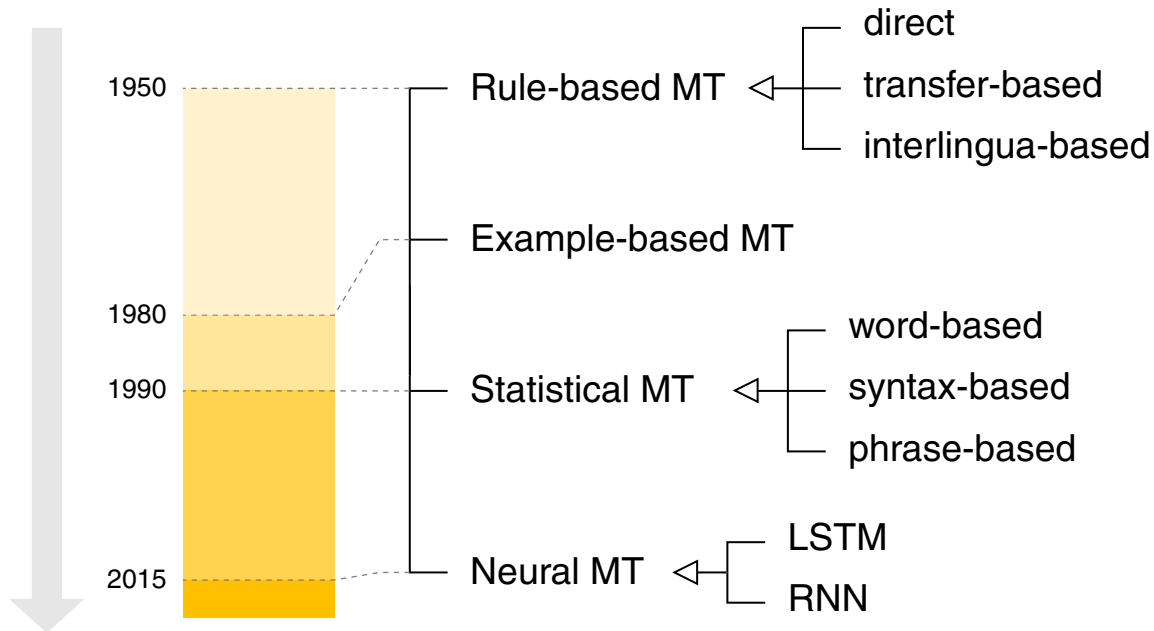 direct
1950
Rule-based MT
transfer-based
interlingua-based
Example-based MT
1980
word-based
1990
Statistical MT
syntax-based
phrase-based
LSTM
2015
Neural MT
RNN